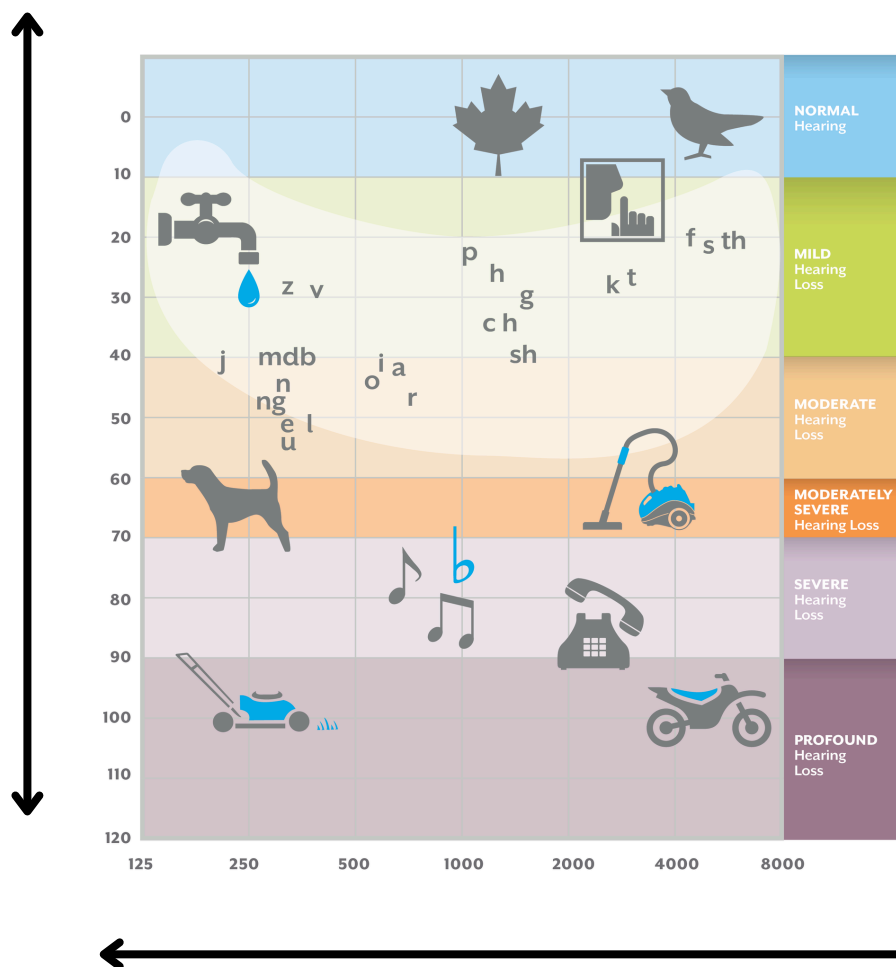 0
NORMAL
Hearing
10
20
f s th
p
MILD
Hearing
Loss
h
k t
z v
g
30
c h
40
j
mdb
i
a
sh
o
n
r
ng
MODERATE
Hearing
Loss
50
e l
u
60
MODERATELY
SEVERE
Hearing Loss
70
♭
80
SEVERE
Hearing
Loss
90
100
PROFOUND
Hearing
Loss
110
120
125 250 500 1000 2000 4000 8000